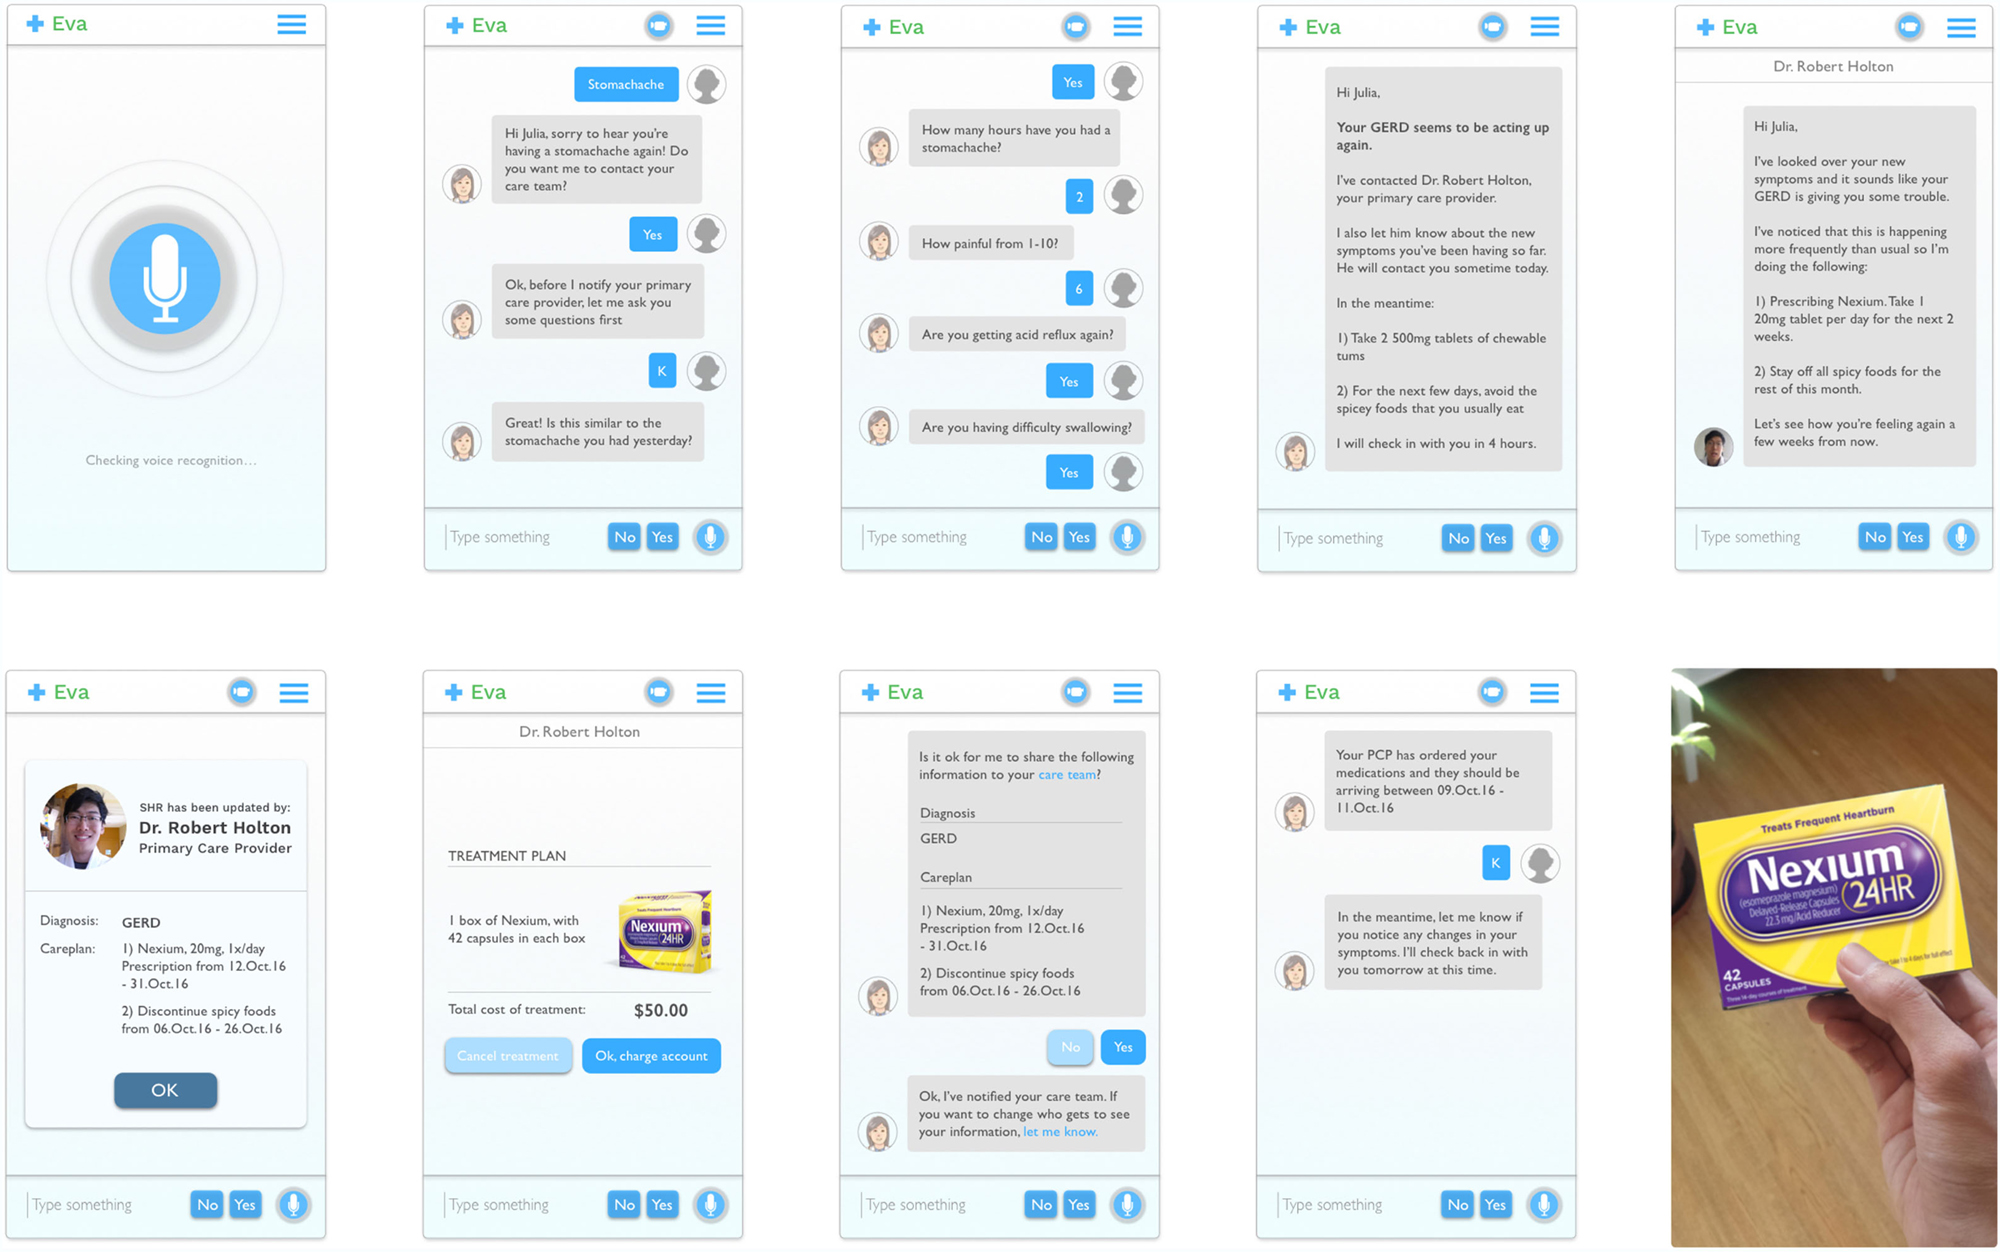 Eva
Checking voice recognition...
Eva
Stomachache
Hi Julia, sorry to hear you're
having a stomachache again! Do
you want me to contact your
care team?
Yes
Ok, before I notify your primary
care provider, let me ask you
some questions first
K
Great! Is this similar to the
stomachache you had yesterday?
Type something
No Yes
Eva
Yes
How many hours have you had a
stomachache?
2
How painful from 1-10?
6
Are you getting acid reflux again?
Yes
Are you having difficulty swallowing?
Yes
Type something
No Yes
Eva
Hi Julia,
Your GERD seems to be acting up
again.
I've contacted Dr. Robert Holton,
your primary care provider.
I also let him know about the new
symptoms you've been having so far.
He will contact you sometime today.
In the meantime:
1) Take 2 500mg tablets of chewable
tums
2) For the next few days, avoid the
spicey foods that you usually eat
I will check in with you in 4 hours.
Type something
No Yes
Eva
Dr. Robert Holton
Hi Julia,
I've looked over your new
symptoms and it sounds like your
GERD is giving you some trouble.
I've noticed that this is happening
more frequently than usual so I'm
doing the following:
1) Prescribing Nexium. Take 1
20mg tablet per day for the next 2
weeks.
2) Stay off all spicy foods for the
rest of this month.
Let's see how you're feeling again a
few weeks from now.
Type something
No Yes
Eva
SHR has been updated by:
Dr. Robert Holton
Primary Care Provider
Diagnosis: GERD
Careplan: 1) Nexium, 20mg, 1x/day
Prescription from 12.Oct.16
- 31.Oct.16
2) Discontinue spicy foods
from 06.Oct.16 - 26.Oct.16
OK
Type something
No Yes
Eva
Dr. Robert Holton
TREATMENT PLAN
1 box of Nexium, with
42 capsules in each box
Nexium
24HR
42
Total cost of treatment: $50.00
Cancel treatment Ok, charge account
Type something
No Yes
Eva
Is it ok for me to share the following
information to your care team?
Diagnosis
GERD
Careplan
1) Nexium, 20mg, 1x/day
Prescription from 12.Oct.16
- 31.Oct.16
2) Discontinue spicy foods
from 06.Oct.16 - 26.Oct.16
No Yes
Ok, I've notified your care team. If
you want to change who gets to see
your information, let me know.
Type something
No Yes
Eva
Your PCP has ordered your
medications and they should be
arriving between 09.Oct.16 -
11.Oct.16
K
In the meantime, let me know if
you notice any changes in your
symptoms. I'll check back in with
you tomorrow at this time.
Type something
No Yes
Treats Frequent Heartburn
Nexium
(esomeprazole magnesium)
Delayed-Release Capsules
22.3 mg/Acid Reducer
24HR
42
CAPSULES
Three 14-day courses of treatment
take 1 to 4 days for full effect